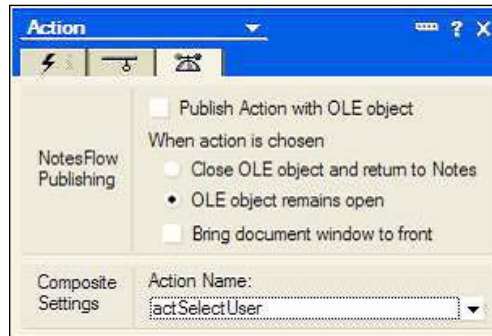 Action
?
X
Publish Action with OLE object
When action is chosen
NotesFlow
Publishing
Close OLE object and return to Notes
OLE object remains open
Bring document window to front
Composite
Settings
Action Name:
actSelectUser